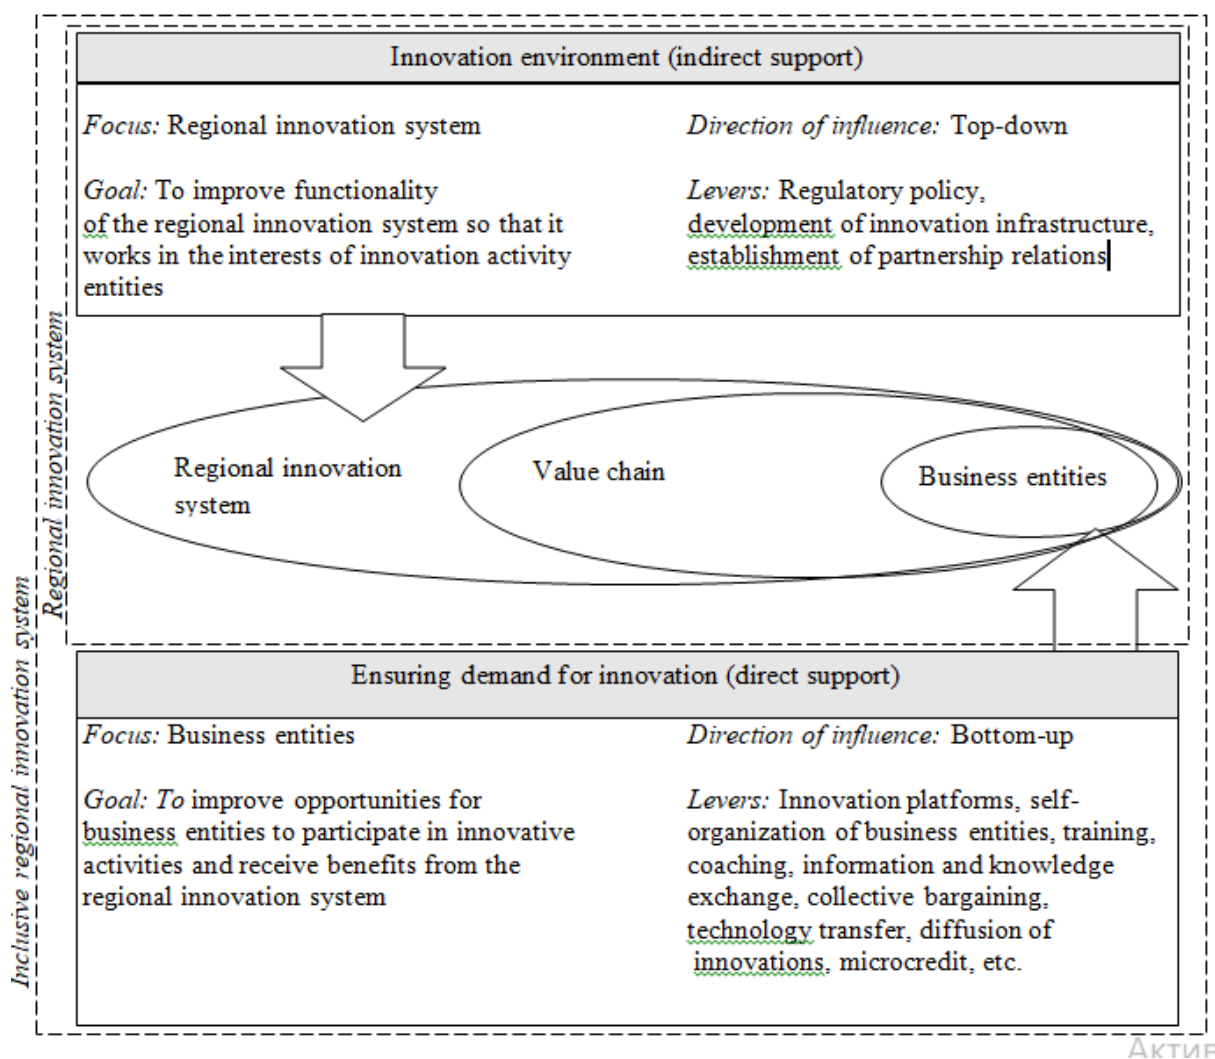 Innovation environment (indirect support)
Focus: Regional innovation system
Direction of influence: Top-down
Goal: To improve functionality
of the regional innovation system so that it
works in the interests of innovation activity
entities
Levers: Regulatory policy,
development of innovation infrastructure,
establishment of partnership relations
Regional innovation system
Inclusive regional innovation system
Regional innovation
system
Value chain
Business entities
Ensuring demand for innovation (direct support)
Focus: Business entities
Direction of influence: Bottom-up
Goal: To improve opportunities for
business entities to participate in innovative
activities and receive benefits from the
regional innovation system
Levers: Innovation platforms, self-
organization of business entities, training,
coaching, information and knowledge
exchange, collective bargaining,
technology transfer, diffusion of
innovations, microcredit, etc.